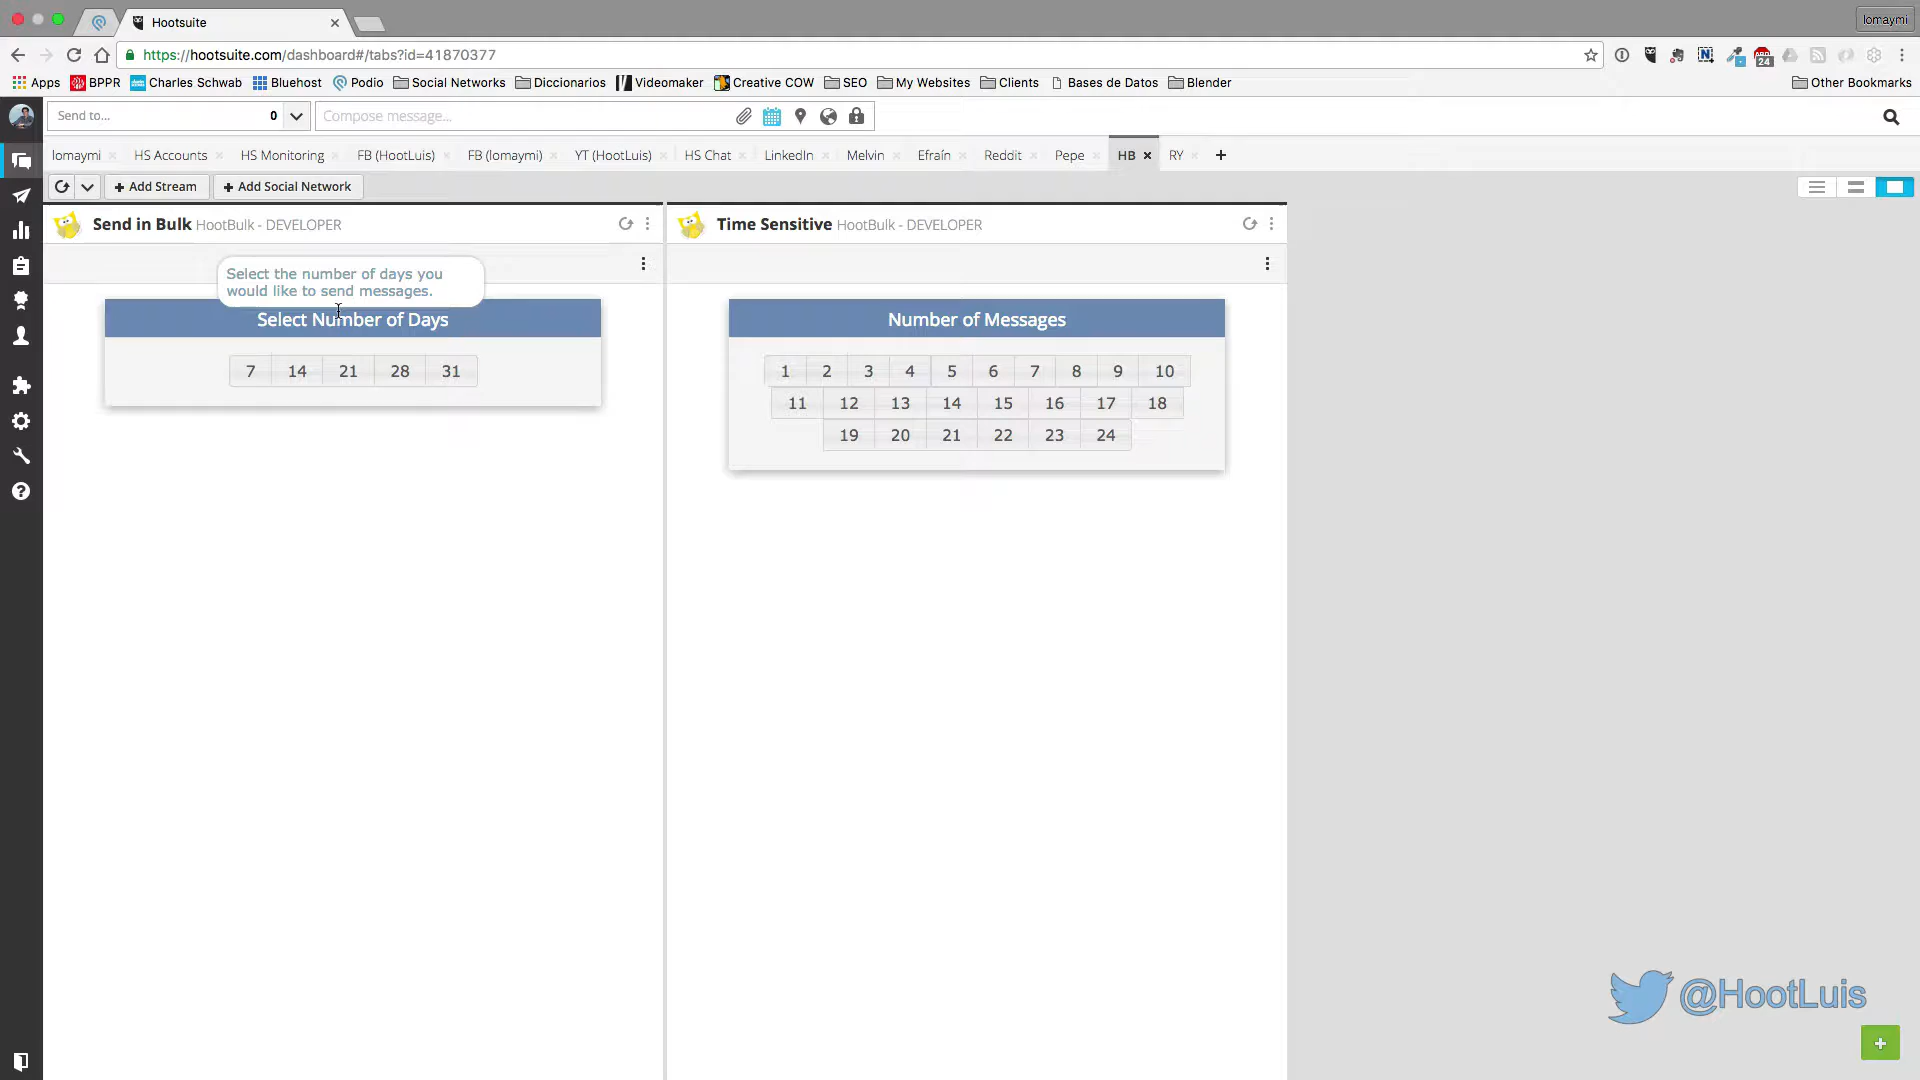 Hootsuite
lomaymi
https://hootsuite.com/dashboard#/tabs?id=41870377
24
Apps BPPR Charles Schwab Bluehost Podio Social Networks Diccionarios Videomaker Creative COW SEO My Websites Clients Bases de Datos Blender Other Bookmarks
Send to... 0 Compose message...
lomaymi HS Accounts HS Monitoring FB (HootLuis) FB (lomaymi) YT (HootLuis) HS Chat LinkedIn Melvin Efraín Reddit Pepe HB RY
Add Stream Add Social Network
Send in Bulk HootBulk - DEVELOPER
Select the number of days you
would like to send messages.
Select Number of Days
7 14 21 28 31
Time Sensitive HootBulk - DEVELOPER
Number of Messages
1 2 3 4 5 6 7 8 9 10
11 12 13 14 15 16 17 18
19 20 21 22 23 24
@HootLuis